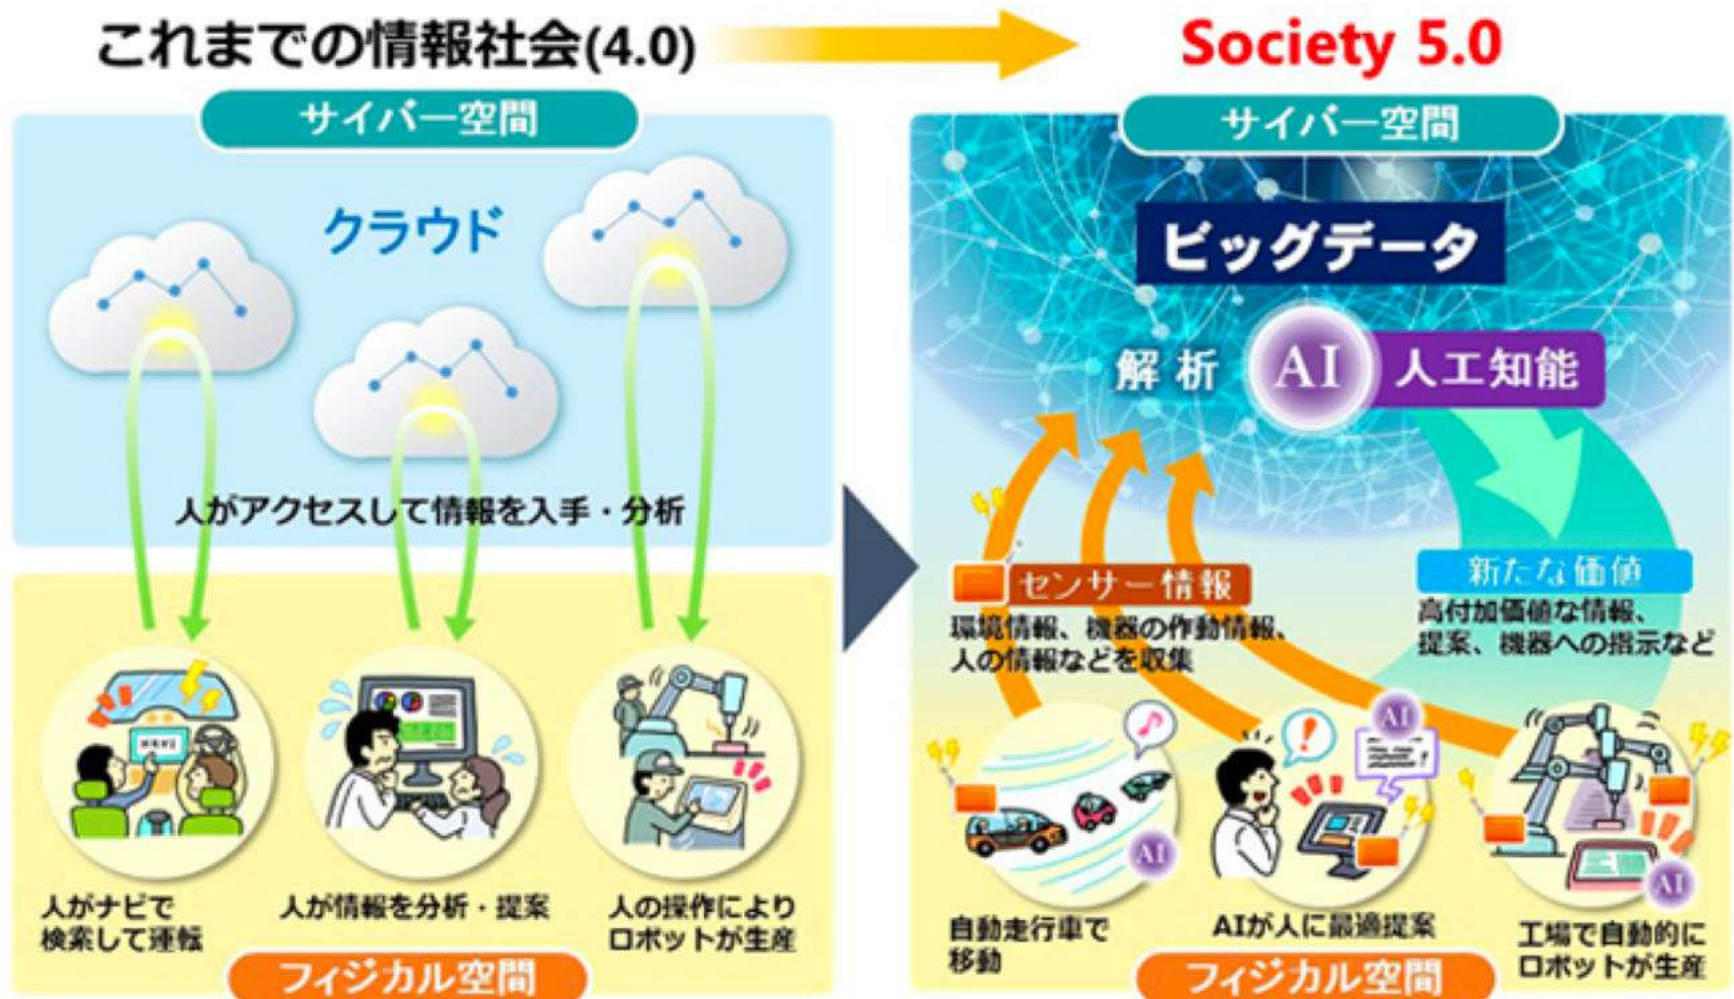 これまでの情報社会(4.0)
Society 5.0
サイバー空間
クラウド
人がアクセスして情報を入手・分析
人がナビで
検索して運転
人が情報を分析・提案
人の操作により
ロボットが生産
フィジカル空間
サイバー空間
ビッグデータ
解析
AI
人工知能
センサー情報
環境情報、機器の作動情報、
人の情報などを収集
新たな価値
高付加価値な情報、
提案、機器への指示など
AI
AI
AI
自動走行車で
移動
AIが人に最適提案
工場で自動的に
ロボットが生産
フィジカル空間